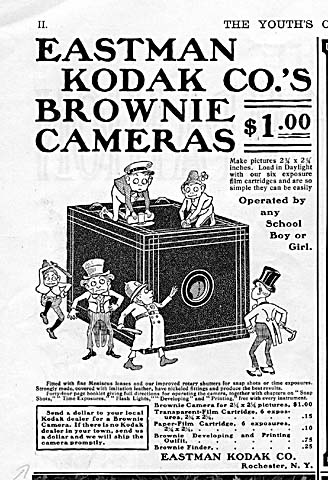 II.
THE YOUTH'S C
EASTMAN
KODAK CO.'S
BROWNIE
CAMERAS
$1.00
Make pictures 2¼ x 2¼
inches. Load in Daylight
with our six exposure
film cartridges and are so
simple they can be easily
Operated by
any
School
Boy or
Girl.
Fitted with fine Meniscus lenses and our improved rotary shutters for snap shots or time exposures.
Strongly made, covered with imitation leather, have nickeled fittings and produce the best results.
Forty-four page booklet giving full directions for operating the camera, together with chapters on "Snap
Shots," "Time Exposures," "Flash Lights," "Developing" and "Printing," free with every instrument.
Send a dollar to your local
Kodak dealer for a Brownie
Camera. If there is no Kodak
dealer in your town, send us
a dollar and we will ship the
camera promptly.
Brownie Camera for 2¼ x 2¼ pictures, $1.00
Transparent-Film Cartridge, 6 expos-
ures, 2¼ x 2¼, .15
Paper-Film Cartridge, 6 exposures,
2¼ x 2¼, .10
Brownie Developing and Printing
Outfit, .75
Brownie Finder, .25
EASTMAN KODAK CO.
Rochester, N. Y.